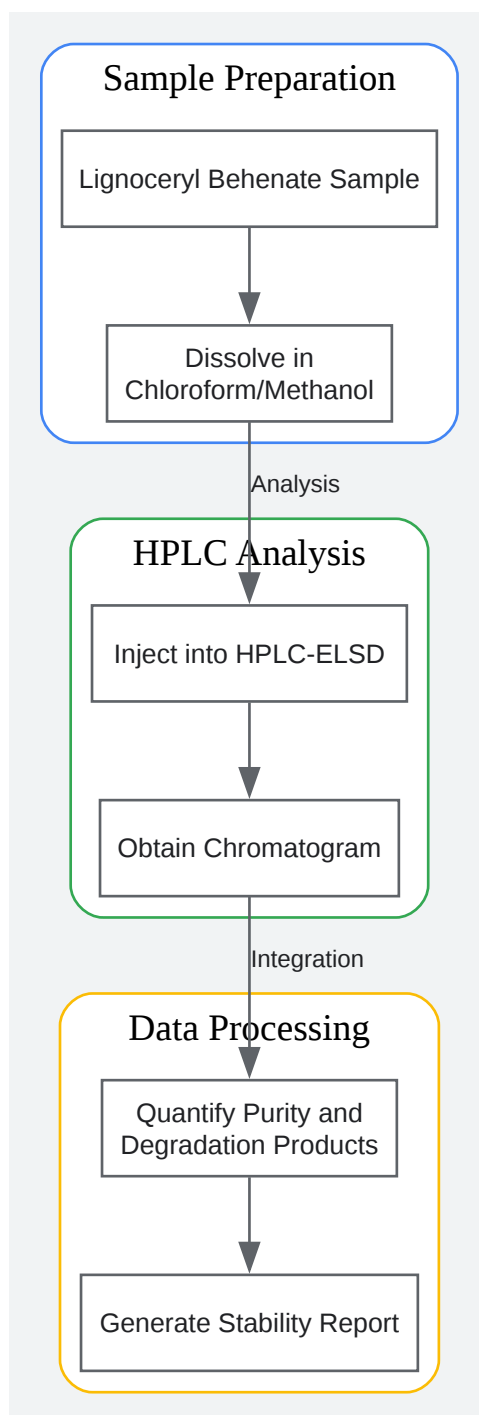 Sample Preparation
Lignoceryl Behenate Sample
Dissolve in
Chloroform/Methanol
Analysis
HPLC Analysis
Inject into HPLC-ELSD
Obtain Chromatogram
Integration
Data Processing
Quantify Purity and
Degradation Products
Generate Stability Report